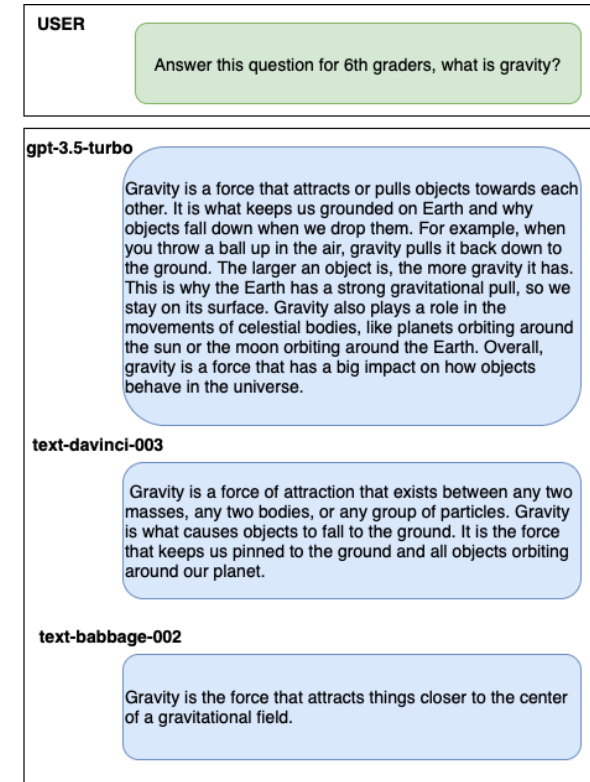 USER
Answer this question for 6th graders, what is gravity?
gpt-3.5-turbo
Gravity is a force that attracts or pulls objects towards each
other. It is what keeps us grounded on Earth and why
objects fall down when we drop them. For example, when
you throw a ball up in the air, gravity pulls it back down to
the ground. The larger an object is, the more gravity it has.
This is why the Earth has a strong gravitational pull, so we
stay on its surface. Gravity also plays a role in the
movements of celestial bodies, like planets orbiting around
the sun or the moon orbiting around the Earth. Overall,
gravity is a force that has a big impact on how objects
behave in the universe.
text-davinci-003
Gravity is a force of attraction that exists between any two
masses, any two bodies, or any group of particles. Gravity
is what causes objects to fall to the ground. It is the force
that keeps us pinned to the ground and all objects orbiting
around our planet.
text-babbage-002
Gravity is the force that attracts things closer to the center
of a gravitational field.